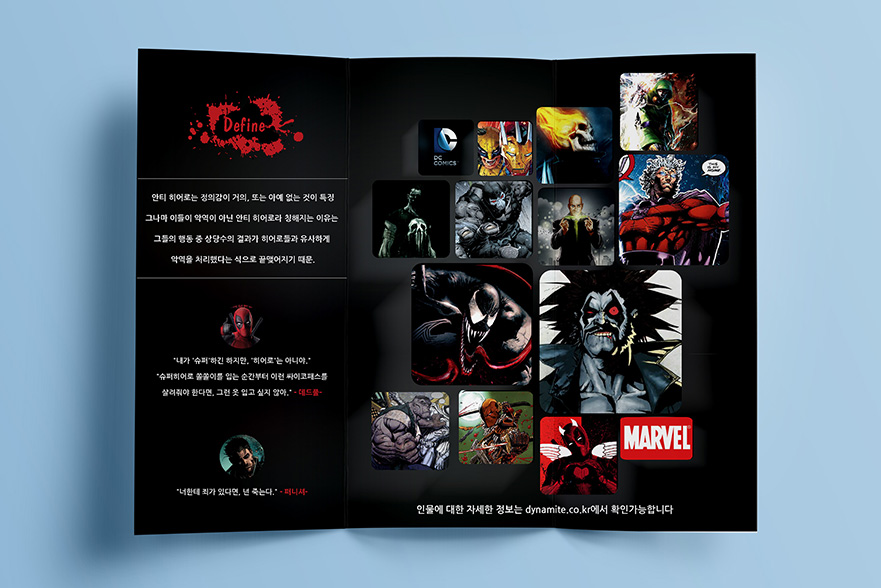 Define
안티 히어로는 정의감이 거의, 또는 아예 없는 것이 특징
그나마 이들이 악역이 아닌 안티 히어로라 칭해지는 이유는
그들의 행동 중 상당수의 결과가 히어로들과 유사하게
악역을 처리했다는 식으로 끝맺어지기 때문.
"내가 '슈퍼'하긴 하지만, '히어로'는 아니야."
"슈퍼히어로 쫄쫄이를 입는 순간부터 이런 싸이코패스를
살려줘야 한다면, 그런 옷 입고 싶지 않아." - 데드풀-
"너한테 죄가 있다면, 넌 죽는다." - 퍼니셔-
DC
COMICS
THIS
IS MY
MARVEL
인물에 대한 자세한 정보는 dynamite.co.kr에서 확인가능합니다